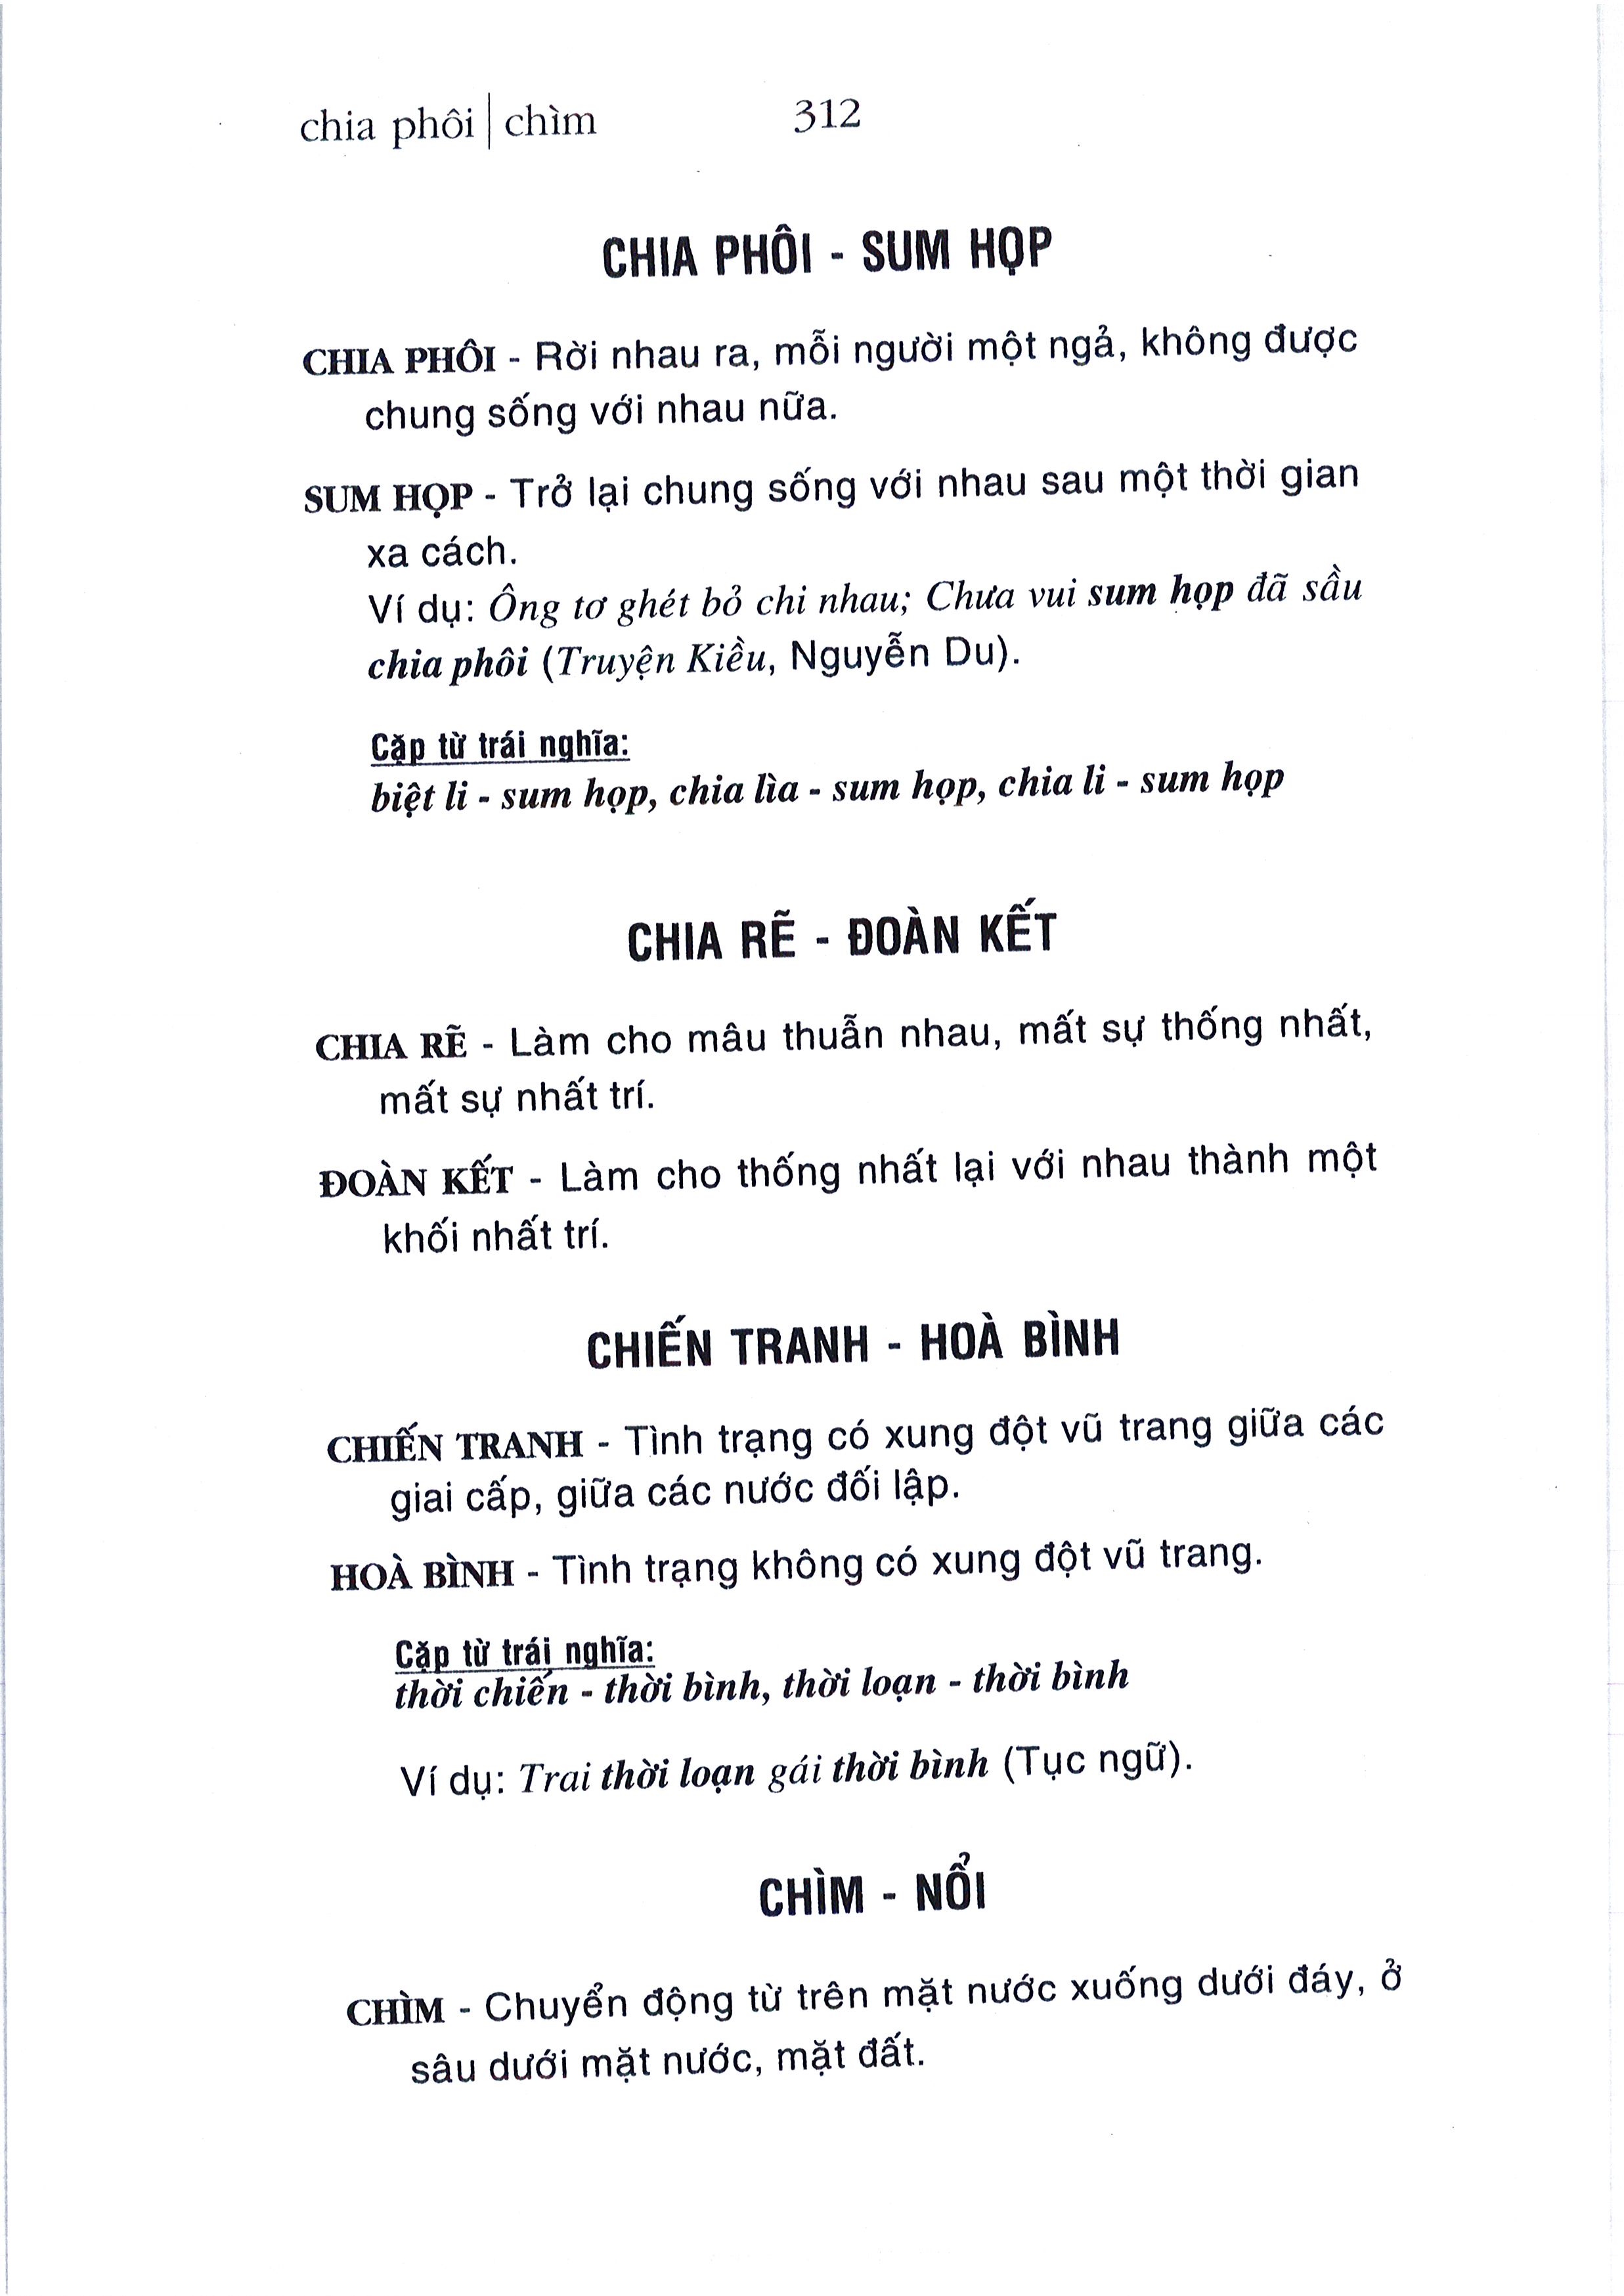 chia phôi | chìm 312
CHIA PHÔI - SUM HỌP
CHIA PHÔI - Rời nhau ra, mỗi người một ngả, không được
chung sống với nhau nữa.
SUM HỌP - Trở lại chung sống với nhau sau một thời gian
xa cách.
Ví dụ: Ông tơ ghét bỏ chi nhau; Chưa vui sum họp đã sầu
chia phôi (Truyện Kiều, Nguyễn Du).
Cặp từ trái nghĩa:
biệt li - sum họp, chia lìa - sum họp, chia li - sum họp
CHIA RẼ - ĐOÀN KẾT
CHIA RẼ - Làm cho mâu thuẫn nhau, mất sự thống nhất,
mất sự nhất trí.
ĐOÀN KẾT - Làm cho thống nhất lại với nhau thành một
khối nhất trí.
CHIẾN TRANH - HOÀ BÌNH
CHIẾN TRANH - Tình trạng có xung đột vũ trang giữa các
giai cấp, giữa các nước đối lập.
HOÀ BÌNH - Tình trạng không có xung đột vũ trang.
Cặp từ trái nghĩa:
thời chiến - thời bình, thời loạn - thời bình
Ví dụ: Trai thời loạn gái thời bình (Tục ngữ).
CHÌM - NỔI
CHÌM - Chuyển động từ trên mặt nước xuống dưới đáy, ở
sâu dưới mặt nước, mặt đất.